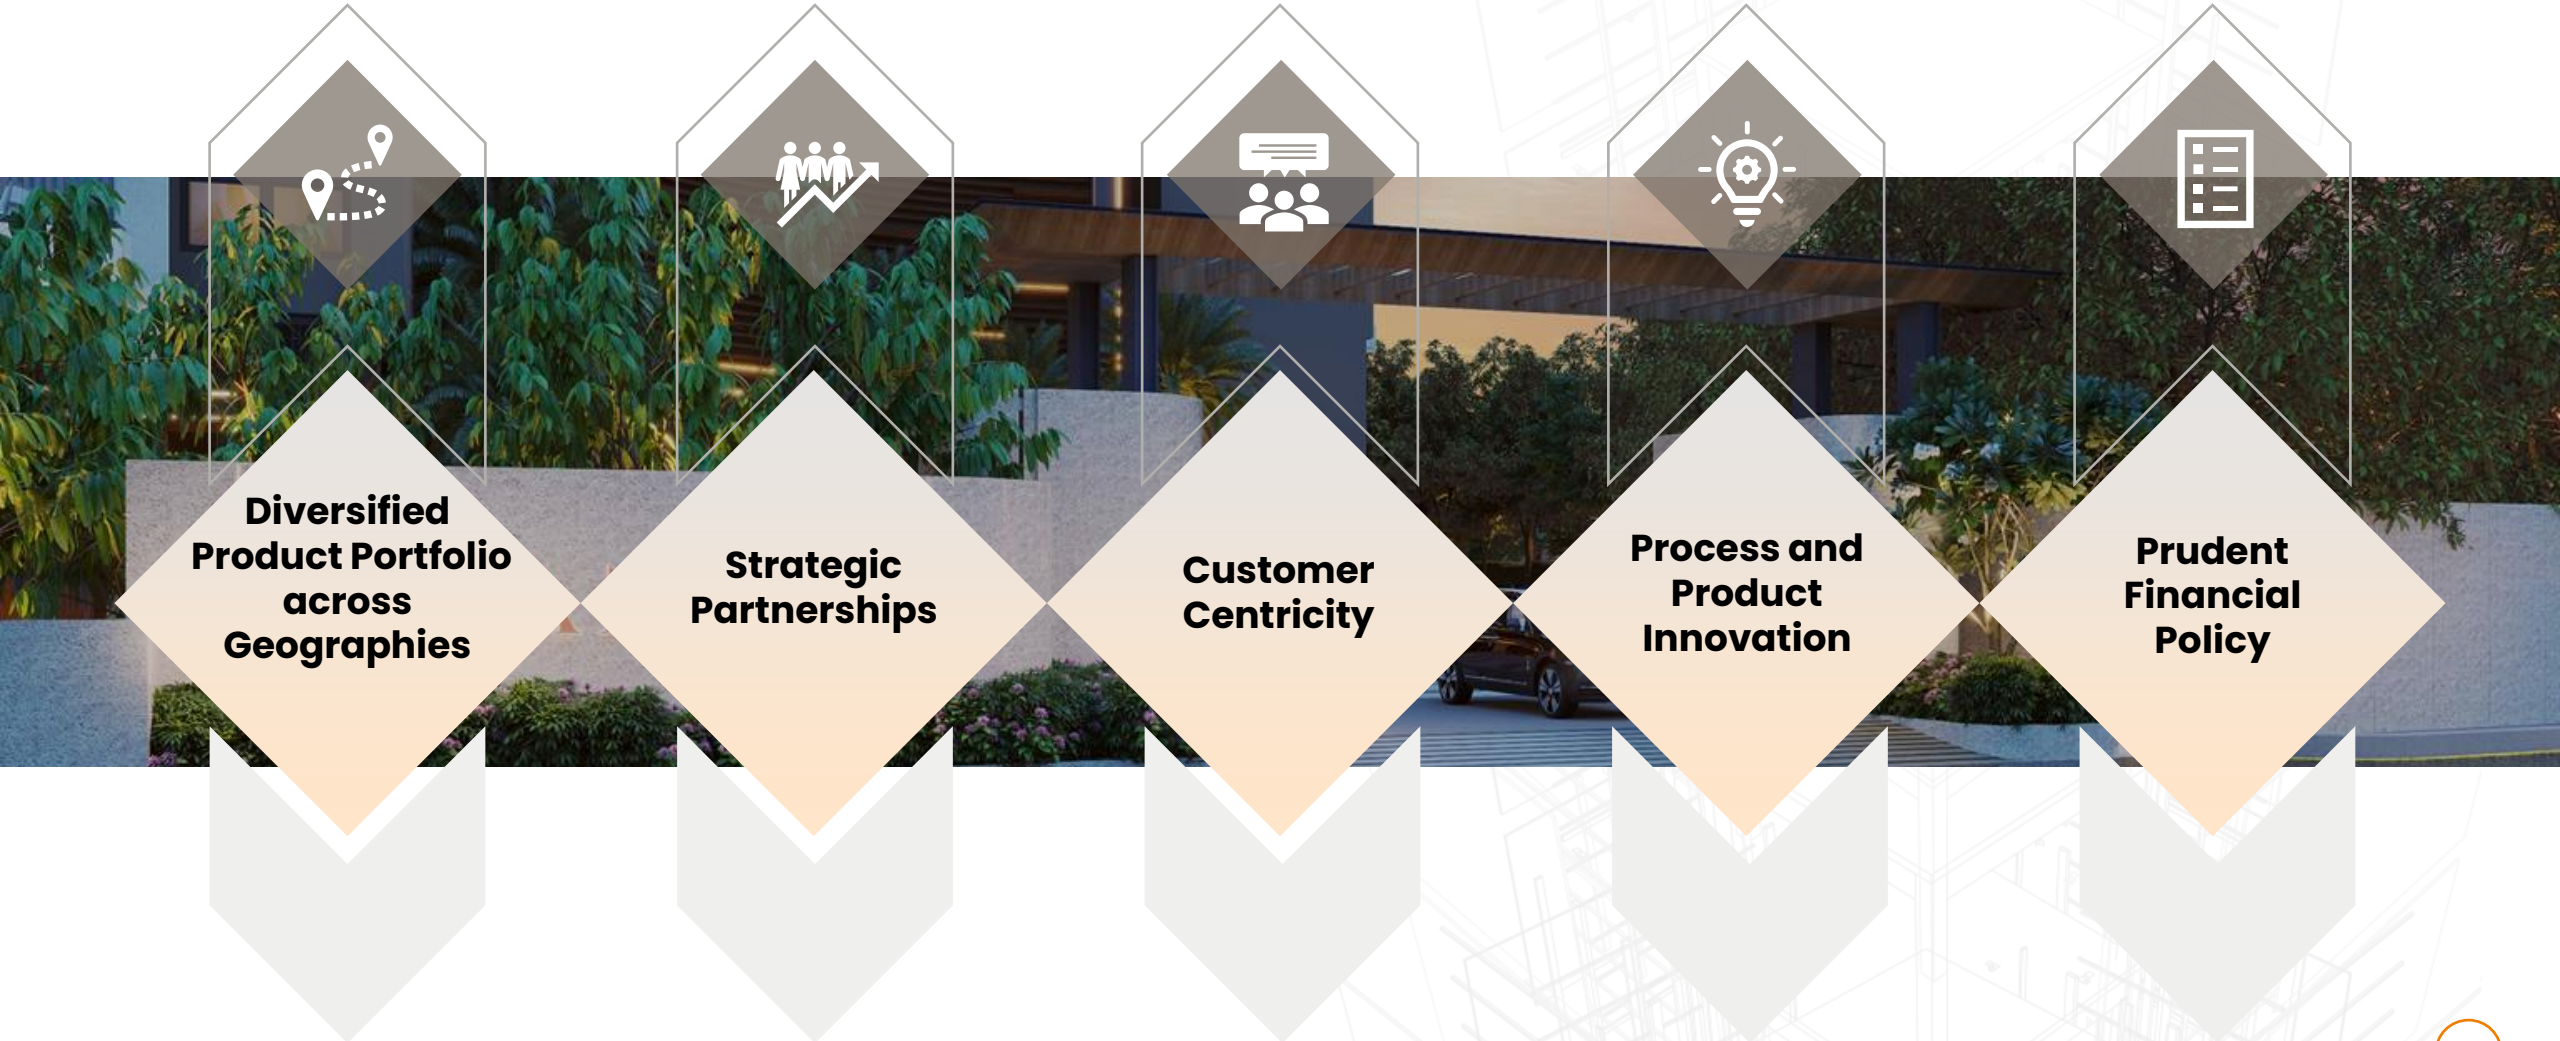 Diversified
Product Portfolio
across
Geographies
Strategic
Partnerships
Customer
Centricity
Process and
Product
Innovation
Prudent
Financial
Policy